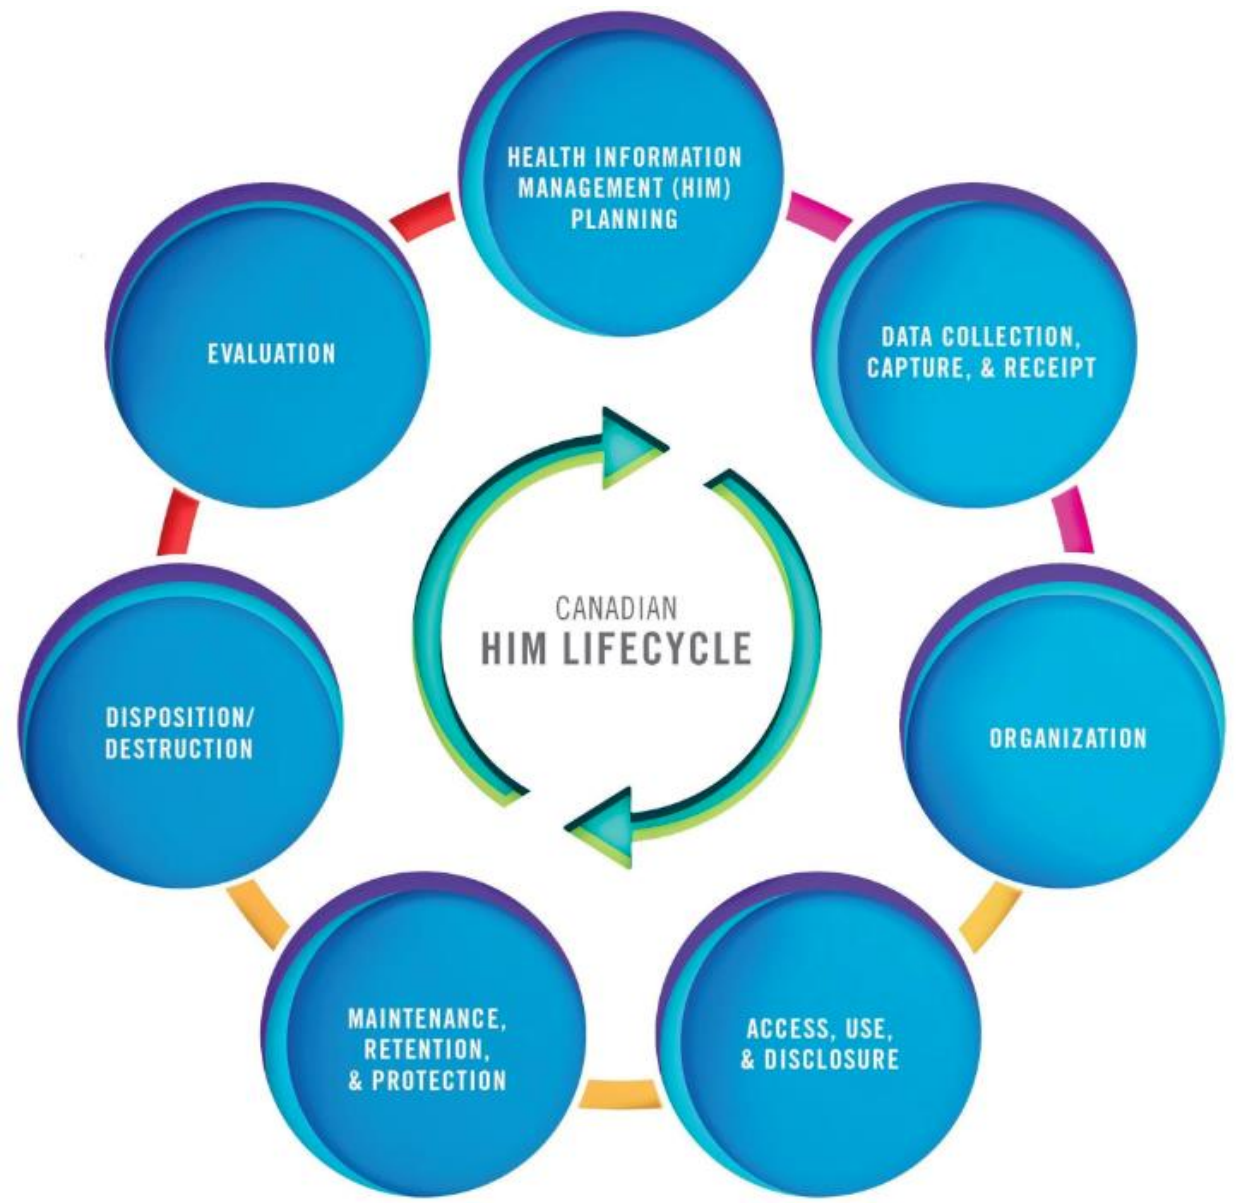 HEALTH INFORMATION
MANAGEMENT (HIM)
PLANNING
DATA COLLECTION,
CAPTURE, & RECEIPT
ORGANIZATION
ACCESS, USE,
& DISCLOSURE
MAINTENANCE,
RETENTION,
& PROTECTION
DISPOSITION/
DESTRUCTION
EVALUATION
CANADIAN
HIM LIFECYCLE